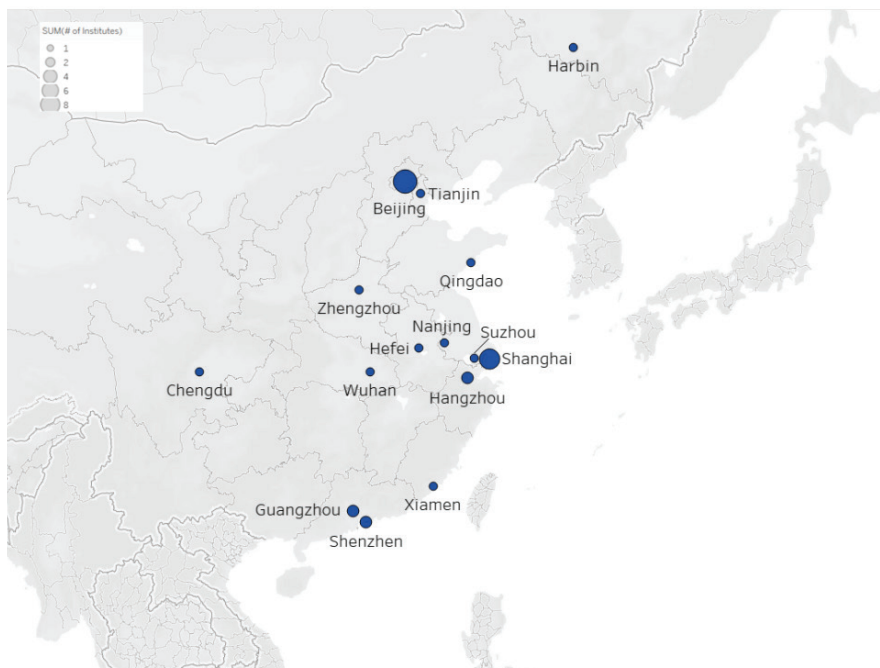 SUM(# of Institutes)
1
2
4
6
8
Harbin
Tianjin
Beijing
Qingdao
Zhengzhou
Nanjing
Suzhou
Hefei
Shanghai
Chengdu
Wuhan
Hangzhou
Guangzhou
Xiamen
Shenzhen